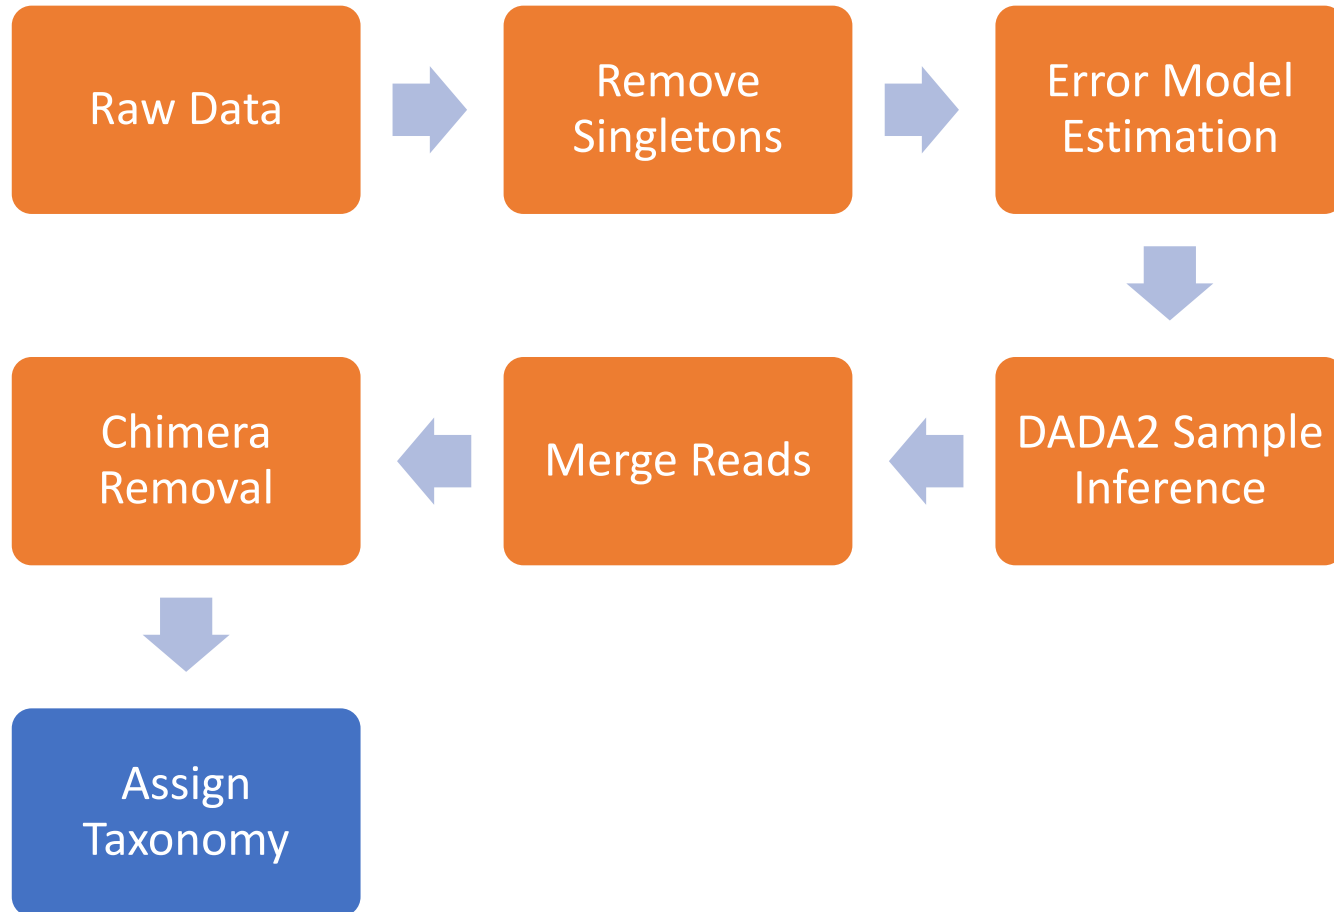 Raw Data
Remove
Singletons
Error Model
Estimation
DADA2 Sample
Inference
Merge Reads
Chimera
Removal
Assign
Taxonomy